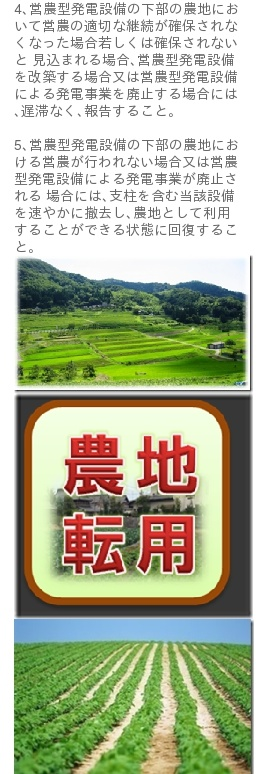 4、営農型発電設備の下部の農地にお
いて営農の適切な継続が確保されな
くなった場合若しくは確保されない
と 見込まれる場合、営農型発電設備
を改築する場合又は営農型発電設備
による発電事業を廃止する場合には
、遅滞なく、報告すること。
5、営農型発電設備の下部の農地にお
ける営農が行われない場合又は営農
型発電設備による発電事業が廃止さ
れる 場合には、支柱を含む当該設備
を速やかに撤去し、農地として利用
することができる状態に回復するこ
と。
農地
転用